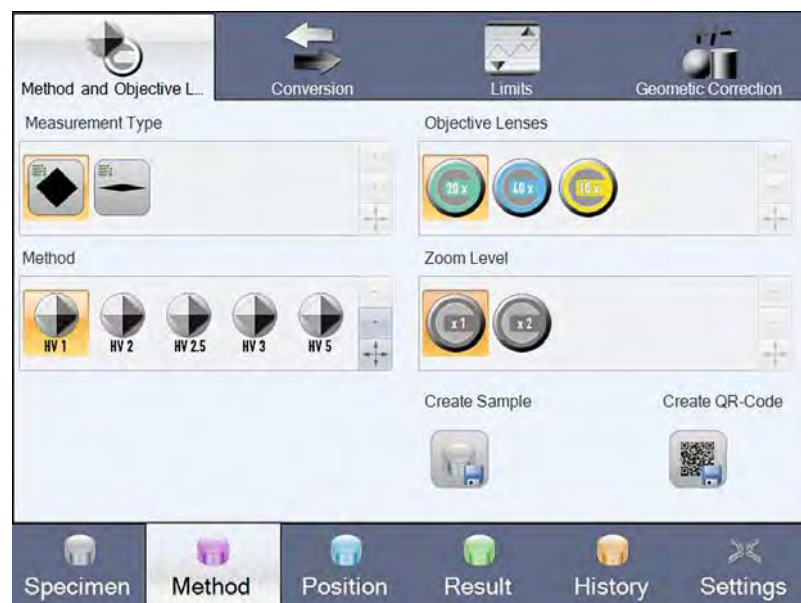 Method and Objective L...
Conversion
Limits
Geometic Correction
Measurement Type
Objective Lenses
20 x
40 x
10 x
Method
Zoom Level
HV 1
HV 2
HV 2.5
HV 3
HV 5
x 1
x 2
Create Sample
Create QR-Code
Specimen
Method
Position
Result
History
Settings